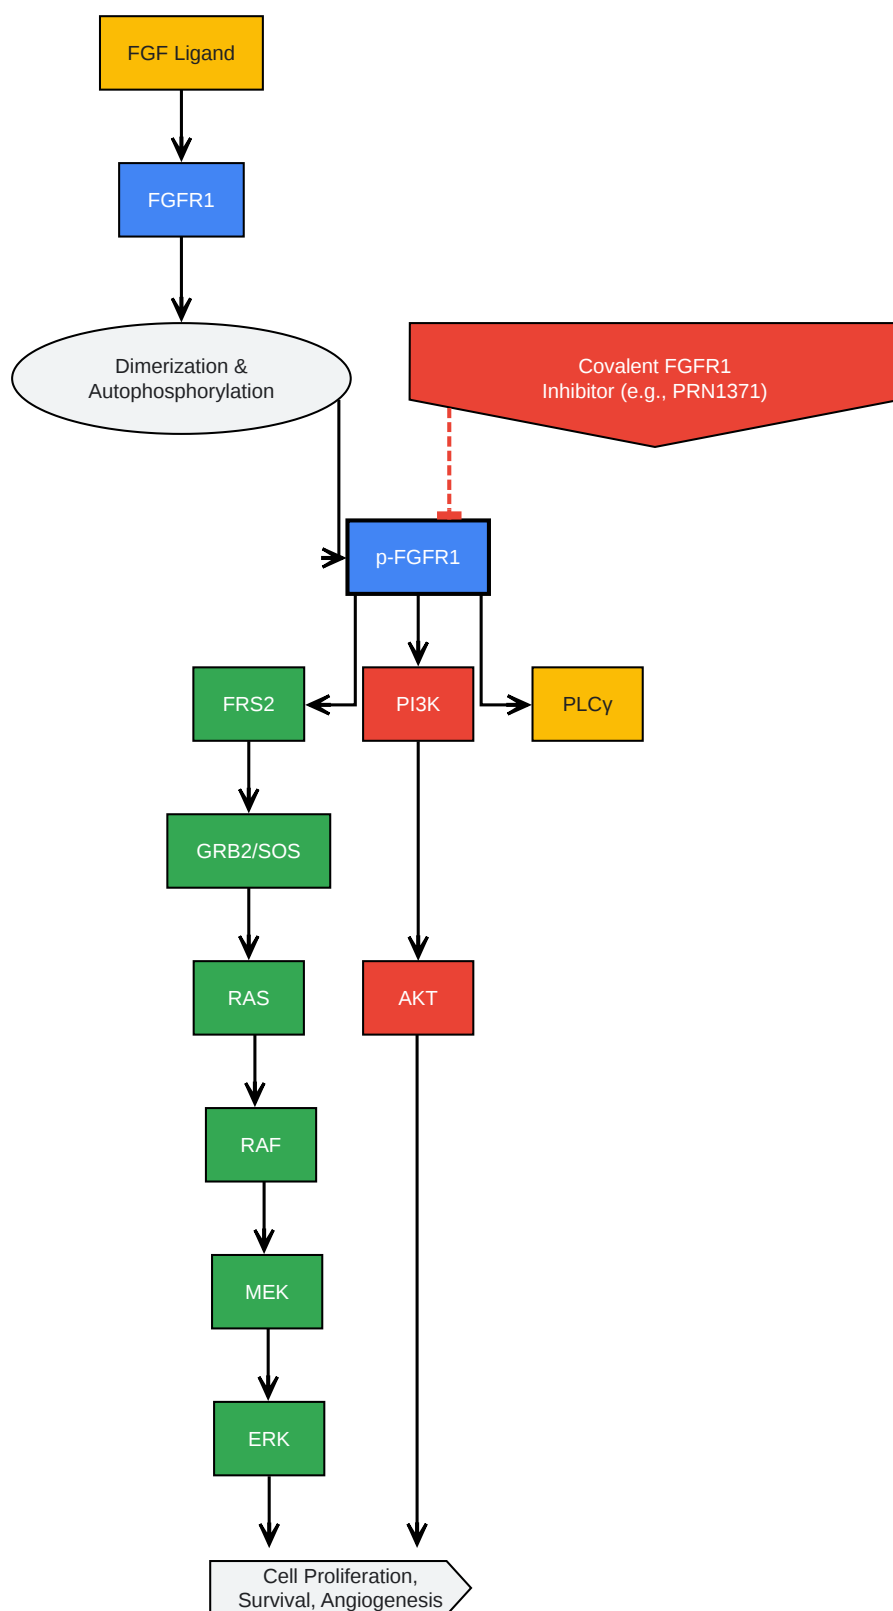 FGF Ligand
FGFR1
Dimerization &
Autophosphorylation
Covalent FGFR1
Inhibitor (e.g., PRN1371)
p-FGFR1
FRS2
PI3K
PLCγ
GRB2/SOS
RAS
AKT
RAF
MEK
ERK
Cell Proliferation,
Survival, Angiogenesis